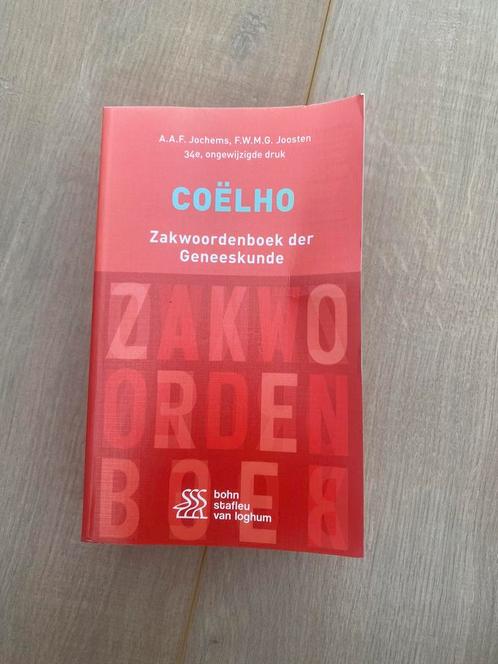 A.A.F. Jochems, F.W.M.G. Joosten
34e, ongewijzigde druk
COËLHO
Zakwoordenboek der
Geneeskunde
ZAKWO
ORDEN
BOEK
bohn
stafleu
van loghum